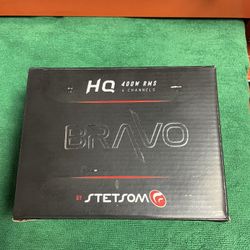 HQ 400W RMS
4 CHANNELS
BRAVO
BY STETSOM